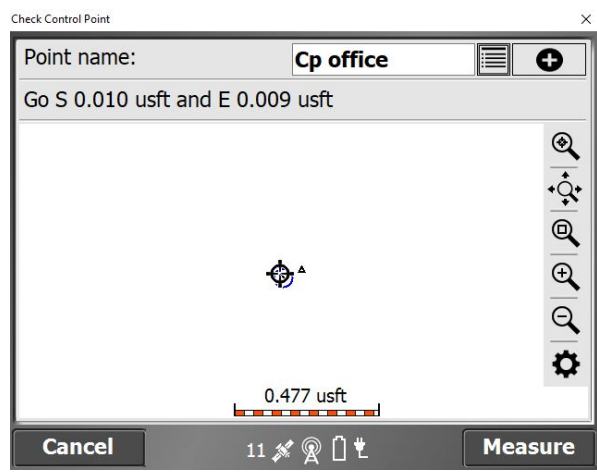 Check Control Point
Point name: Cp office
Go S 0.010 usft and E 0.009 usft
0.477 usft
Cancel 11 Measure